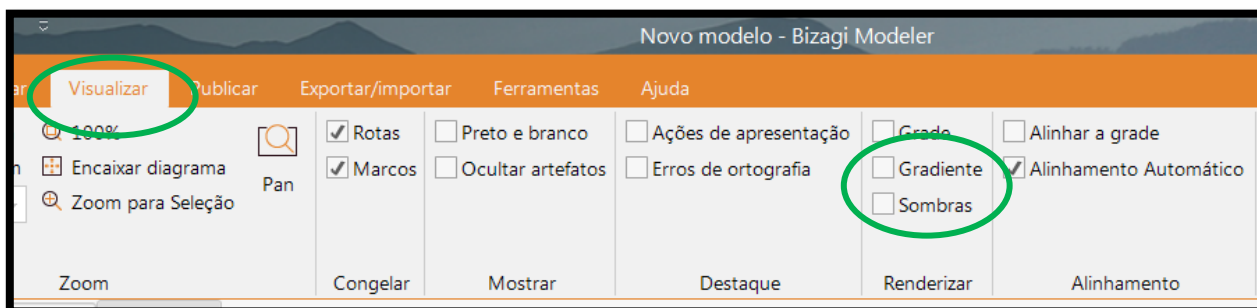 Novo modelo - Bizagi Modeler
Visualizar Publicar Exportar/importar Ferramentas Ajuda
100% Rotas Preto e branco Ações de apresentação Grade Alinhar a grade
Encaixar diagrama Pan Marcos Ocultar artefatos Erros de ortografia Gradiente Alinhamento Automático
Zoom para Seleção Sombras
Zoom Congelar Mostrar Destaque Renderizar Alinhamento